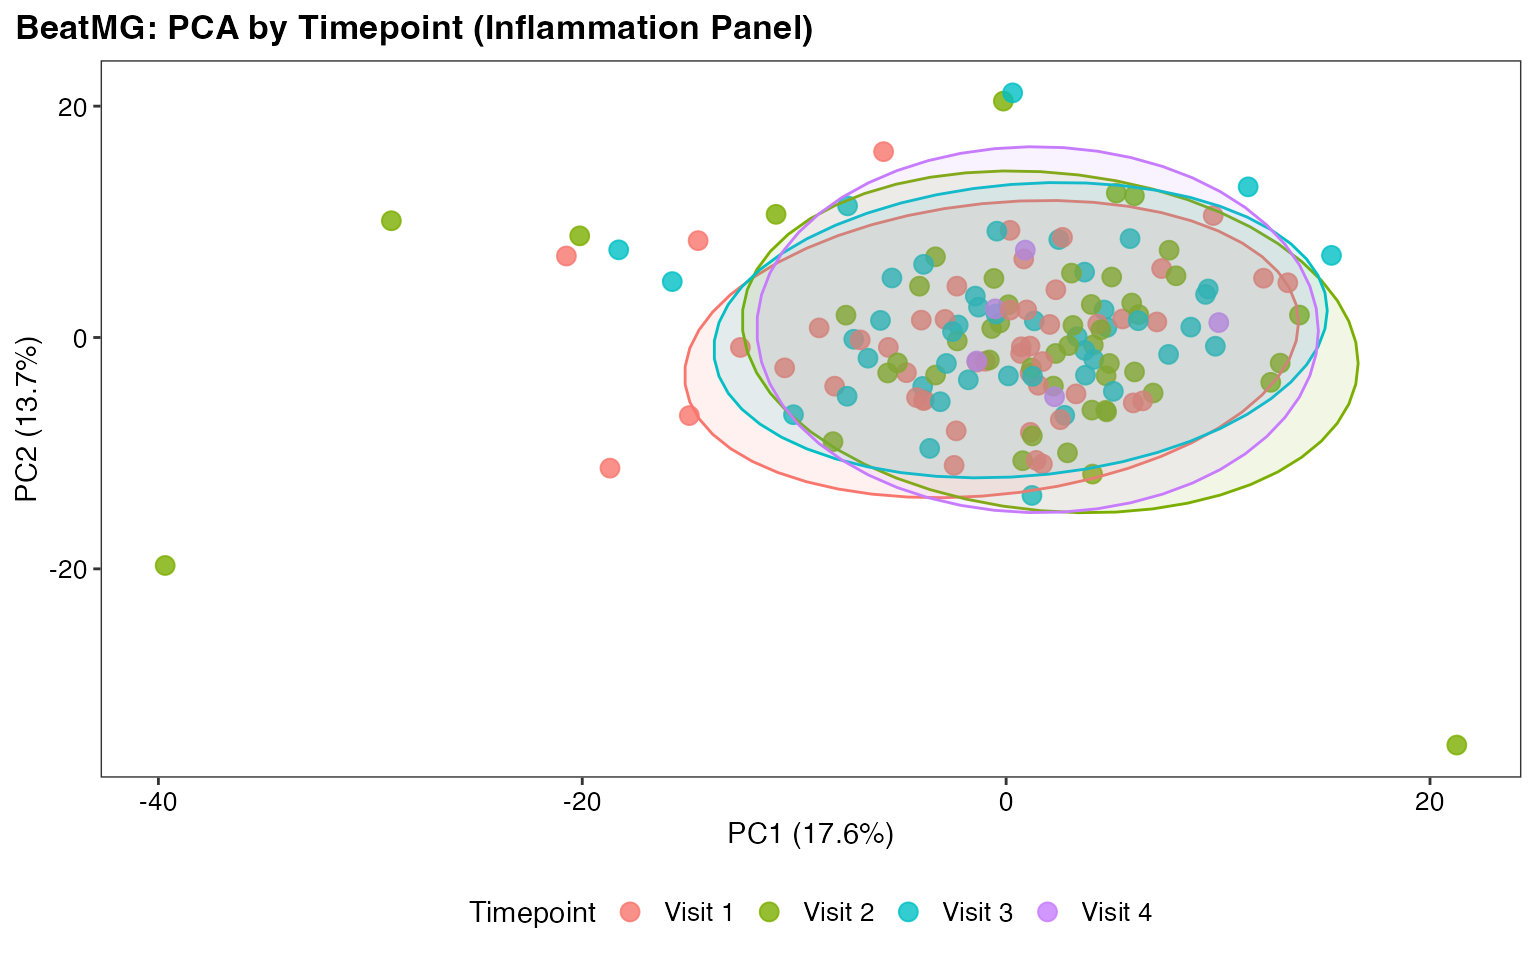 BeatMG: PCA by Timepoint (Inflammation Panel)
PC2 (13.7%)
20
0
-20
-40
-20
0
20
PC1 (17.6%)
Timepoint
Visit 1
Visit 2
Visit 3
Visit 4